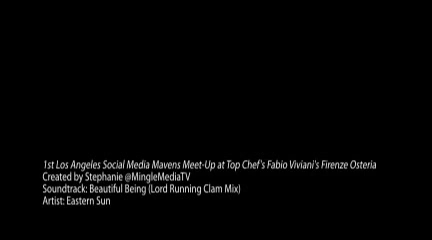 1st Los Angeles Social Media Mavens Meet-Up at Top Chef's Fabio Viviani's Firenze Osteria
Created by Stephanie @MingleMediaTV
Soundtrack: Beautiful Being (Lord Running Clam Mix)
Artist: Eastern Sun